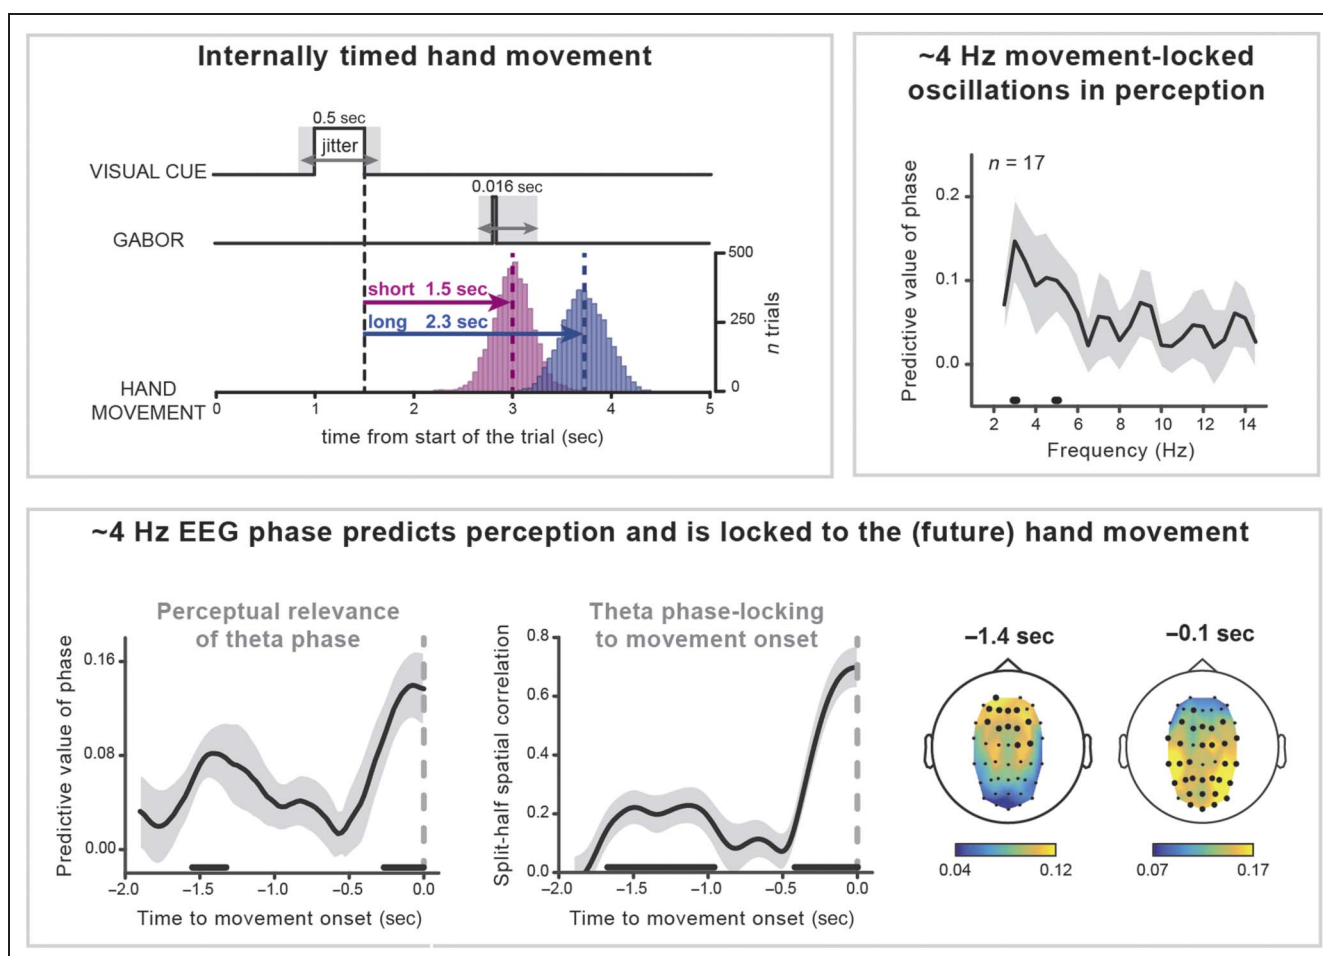 Internally timed hand movement
0.5 sec
jitter
VISUAL CUE
0.016 sec
GABOR
500
short 1.5 sec
long 2.3 sec
250
n trials
0
HAND
MOVEMENT
0 1 2 3 4 5
time from start of the trial (sec)
~4 Hz movement-locked
oscillations in perception
n = 17
Predictive value of phase
0.2
0.1
0.0
2 4 6 8 10 12 14
Frequency (Hz)
~4 Hz EEG phase predicts perception and is locked to the (future) hand movement
Perceptual relevance
of theta phase
Predictive value of phase
0.16
0.08
0.00
–2.0 –1.5 –1.0 –0.5 0.0
Time to movement onset (sec)
Theta phase-locking
to movement onset
Split-half spatial correlation
0.8
0.6
0.4
0.2
0.0
–2.0 –1.5 –1.0 –0.5 0.0
Time to movement onset (sec)
–1.4 sec
0.04 0.12
–0.1 sec
0.07 0.17